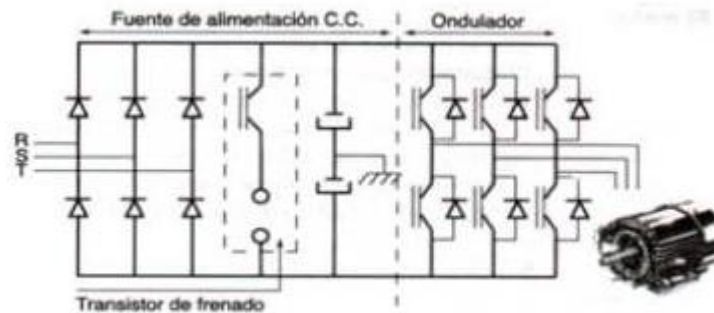 Fuente de alimentación C.C.
Ondulador
R
S
T
Transistor de frenado